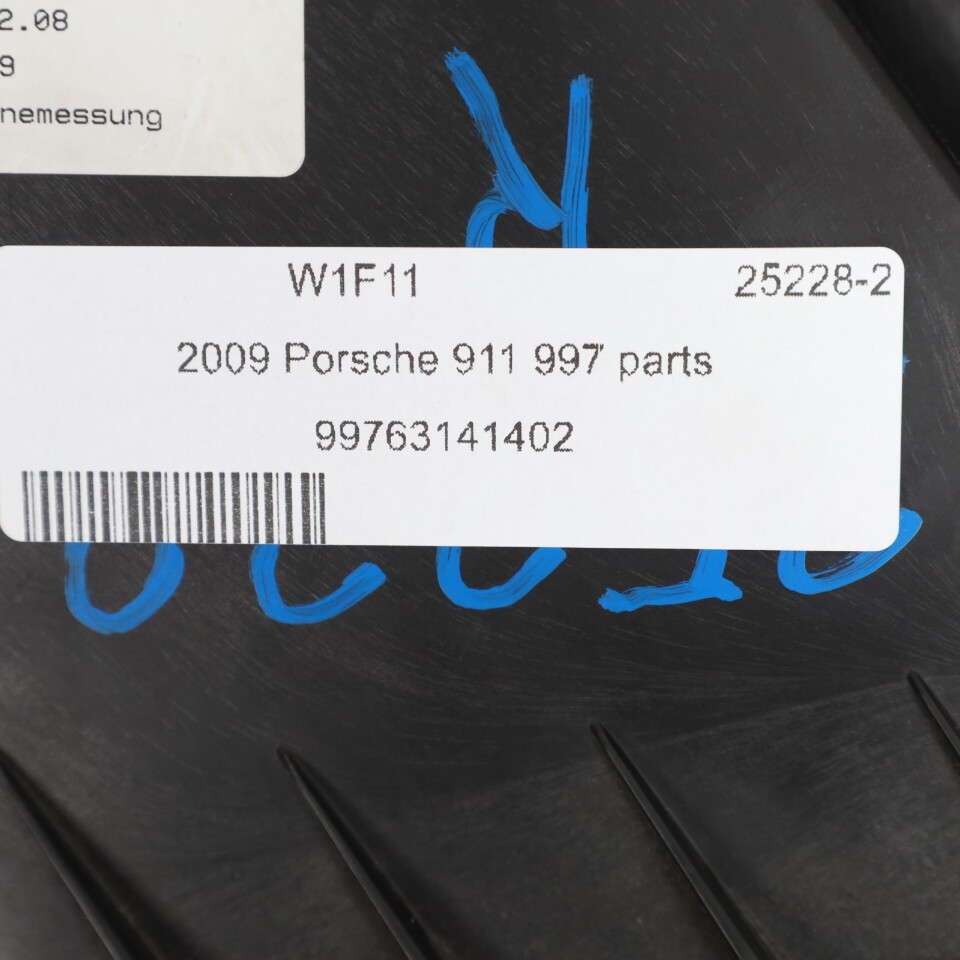 2.08
9
nemessung
R
W1F11 25228-2
2009 Porsche 911 997 parts
99763141402